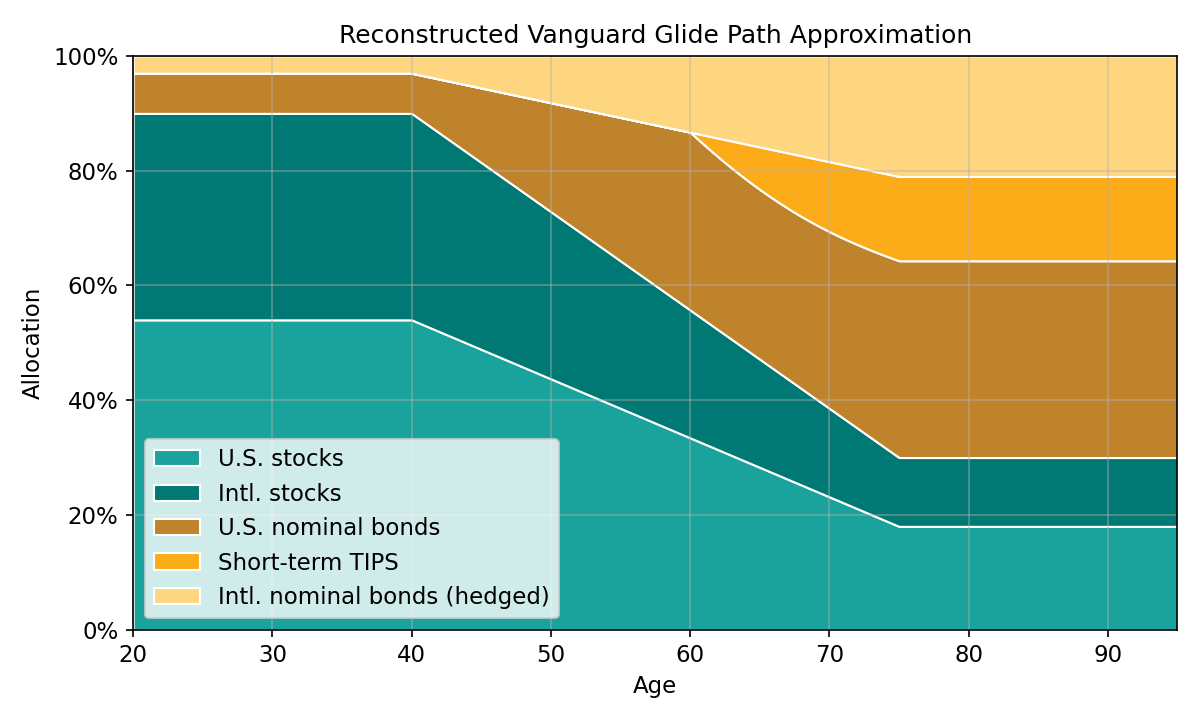 Reconstructed Vanguard Glide Path Approximation
100%
80%
60%
40%
20%
0%
Allocation
U.S. stocks
Intl. stocks
U.S. nominal bonds
Short-term TIPS
Intl. nominal bonds (hedged)
20 30 40 50 60 70 80 90
Age